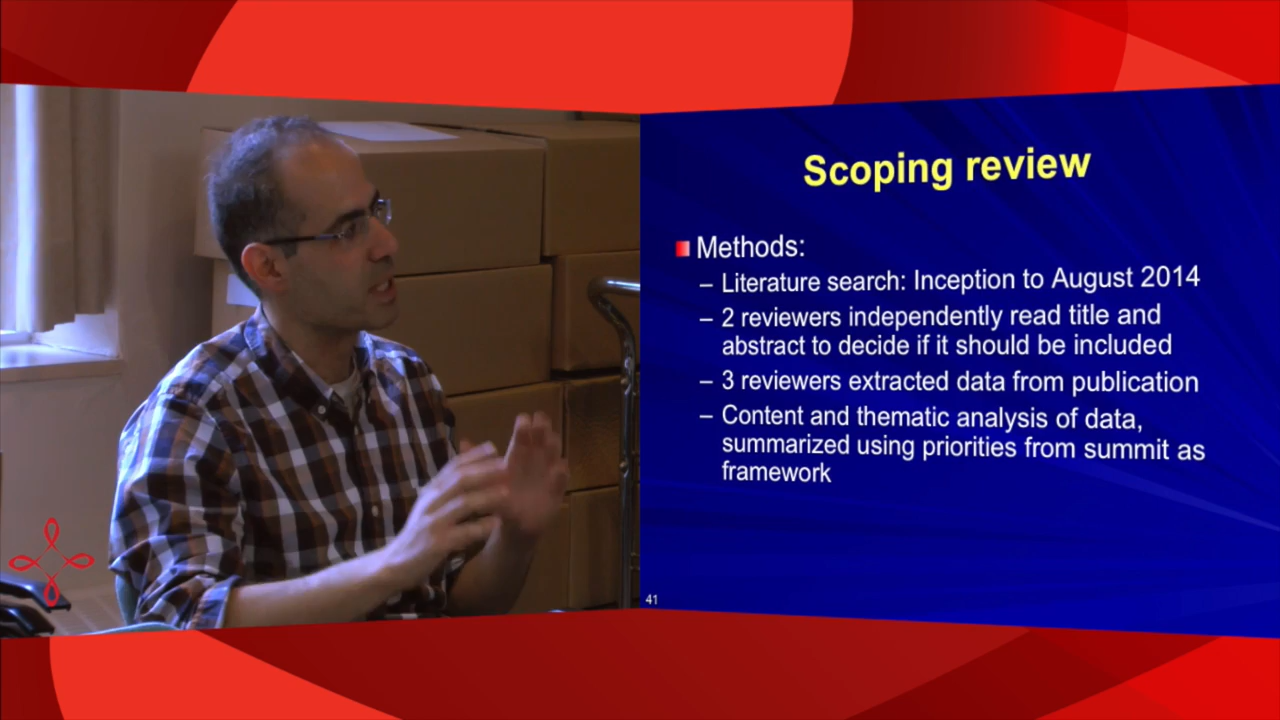 Scoping review
Methods:
– Literature search: Inception to August 2014
– 2 reviewers independently read title and
abstract to decide if it should be included
– 3 reviewers extracted data from publication
– Content and thematic analysis of data,
summarized using priorities from summit as
framework
41